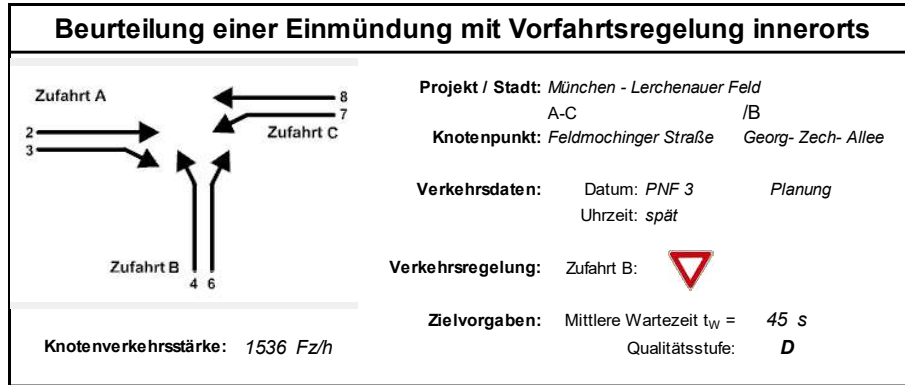 Beurteilung einer Einmündung mit Vorfahrtsregelung innerorts
Zufahrt A
8
7
Zufahrt C
2
3
Zufahrt B
4 6
Knotenverkehrsstärke: 1536 Fz/h
Projekt / Stadt: München - Lerchenauer Feld
A-C /B
Knotenpunkt: Feldmochinger Straße Georg- Zech- Allee
Verkehrsdaten: Datum: PNF 3 Planung
Uhrzeit: spät
Verkehrsregelung: Zufahrt B:
Zielvorgaben: Mittlere Wartezeit tW = 45 s
Qualitätsstufe: D